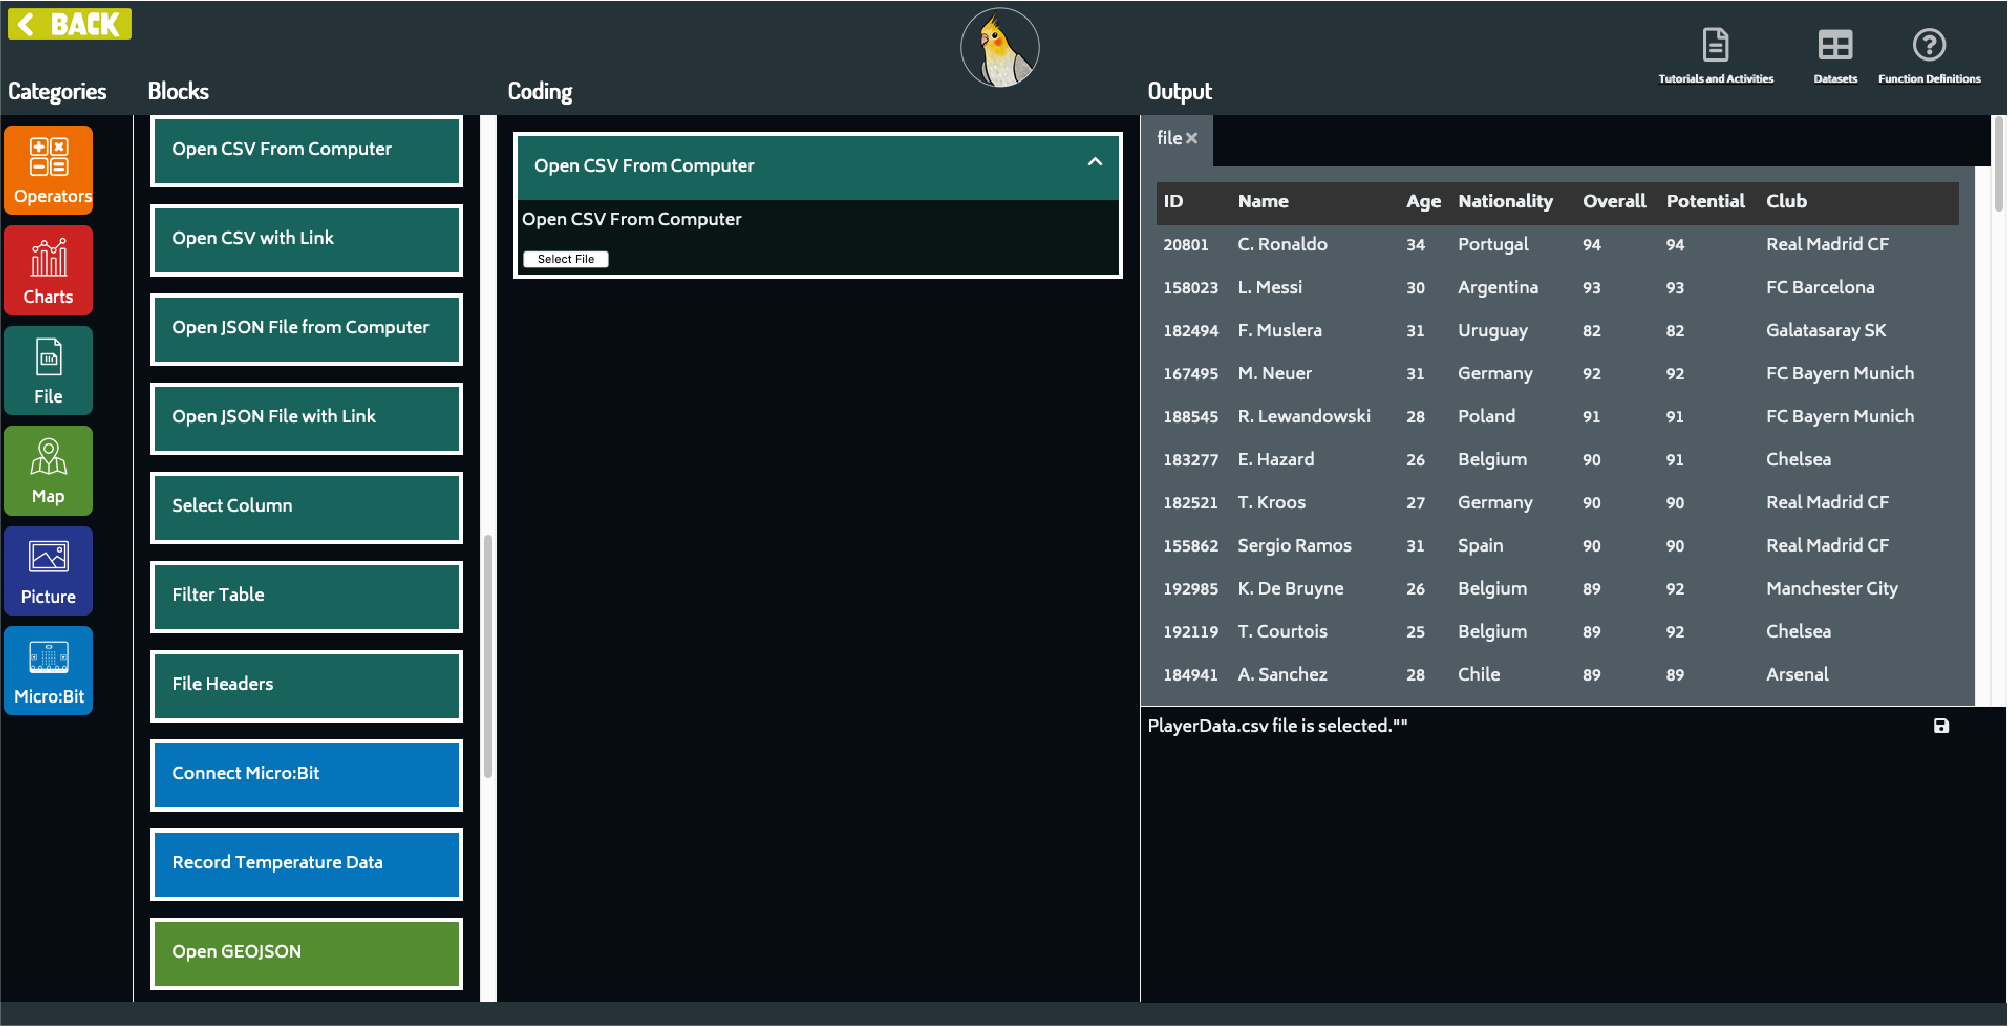 BACK
Tutorials and Activities
Datasets
Function Definitions
Categories
Blocks
Coding
Output
Operators
Charts
File
Map
Picture
Micro:Bit
Open CSV From Computer
Open CSV with Link
Open JSON File from Computer
Open JSON File with Link
Select Column
Filter Table
File Headers
Connect Micro:Bit
Record Temperature Data
Open GEOJSON
Open CSV From Computer
Open CSV From Computer
Select File
file
ID Name Age Nationality Overall Potential Club
20801 C. Ronaldo 34 Portugal 94 94 Real Madrid CF
158023 L. Messi 30 Argentina 93 93 FC Barcelona
182494 F. Muslera 31 Uruguay 82 82 Galatasaray SK
167495 M. Neuer 31 Germany 92 92 FC Bayern Munich
188545 R. Lewandowski 28 Poland 91 91 FC Bayern Munich
183277 E. Hazard 26 Belgium 90 91 Chelsea
182521 T. Kroos 27 Germany 90 90 Real Madrid CF
155862 Sergio Ramos 31 Spain 90 90 Real Madrid CF
192985 K. De Bruyne 26 Belgium 89 92 Manchester City
192119 T. Courtois 25 Belgium 89 92 Chelsea
184941 A. Sanchez 28 Chile 89 89 Arsenal
PlayerData.csv file is selected.""